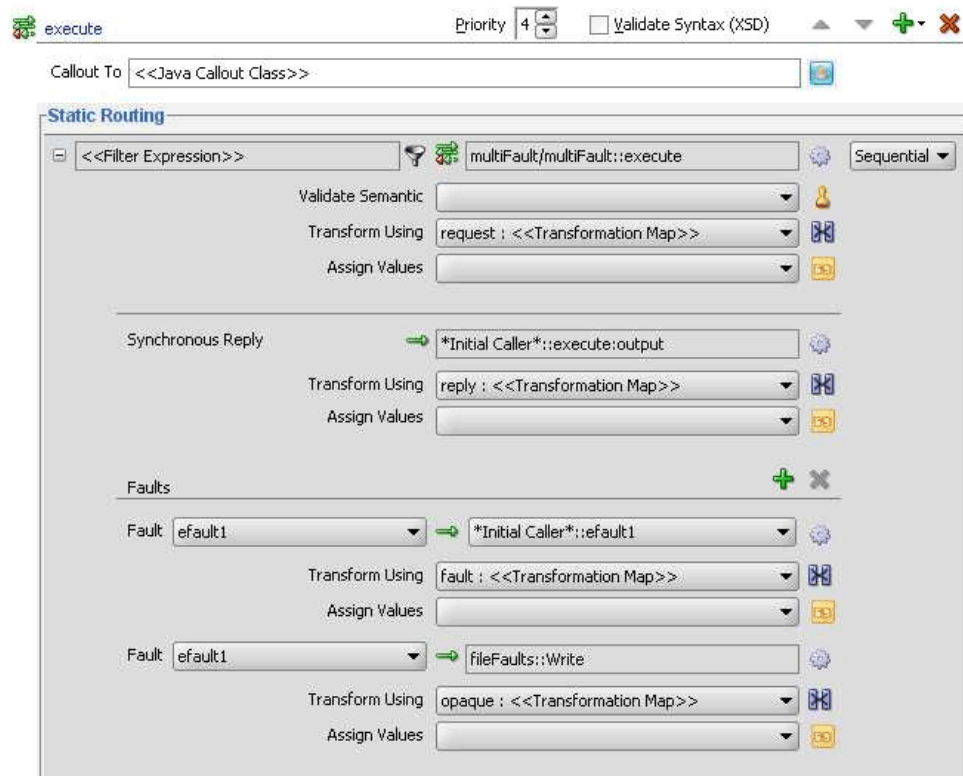 execute Priority 4 Validate Syntax (XSD)
Callout To <<Java Callout Class>>
Static Routing
<<Filter Expression>> multiFault/multiFault::execute Sequential
Validate Semantic
Transform Using request : <<Transformation Map>>
Assign Values
Synchronous Reply *Initial Caller*::execute:output
Transform Using reply : <<Transformation Map>>
Assign Values
Faults
Fault efault1 *Initial Caller*::efault1
Transform Using fault : <<Transformation Map>>
Assign Values
Fault efault1 fileFaults::Write
Transform Using opaque : <<Transformation Map>>
Assign Values